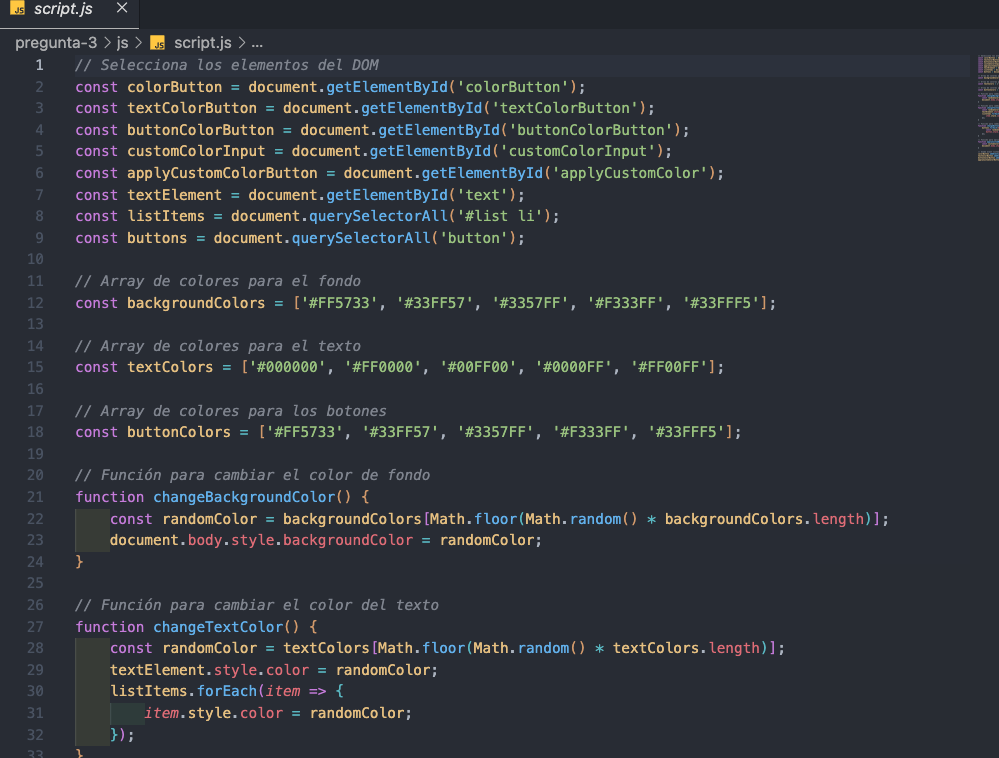 JS script.js ×
pregunta-3 > js > JS script.js > ...
1 // Selecciona los elementos del DOM
2 const colorButton = document.getElementById('colorButton');
3 const textColorButton = document.getElementById('textColorButton');
4 const buttonColorButton = document.getElementById('buttonColorButton');
5 const customColorInput = document.getElementById('customColorInput');
6 const applyCustomColorButton = document.getElementById('applyCustomColor');
7 const textElement = document.getElementById('text');
8 const listItems = document.querySelectorAll('#list li');
9 const buttons = document.querySelectorAll('button');
10
11 // Array de colores para el fondo
12 const backgroundColors = ['#FF5733', '#33FF57', '#3357FF', '#F333FF', '#33FFF5'];
13
14 // Array de colores para el texto
15 const textColors = ['#000000', '#FF0000', '#00FF00', '#0000FF', '#FF00FF'];
16
17 // Array de colores para los botones
18 const buttonColors = ['#FF5733', '#33FF57', '#3357FF', '#F333FF', '#33FFF5'];
19
20 // Función para cambiar el color de fondo
21 function changeBackgroundColor() {
22 const randomColor = backgroundColors[Math.floor(Math.random() * backgroundColors.length)];
23 document.body.style.backgroundColor = randomColor;
24 }
25
26 // Función para cambiar el color del texto
27 function changeTextColor() {
28 const randomColor = textColors[Math.floor(Math.random() * textColors.length)];
29 textElement.style.color = randomColor;
30 listItems.forEach(item => {
31 item.style.color = randomColor;
32 });
33 }